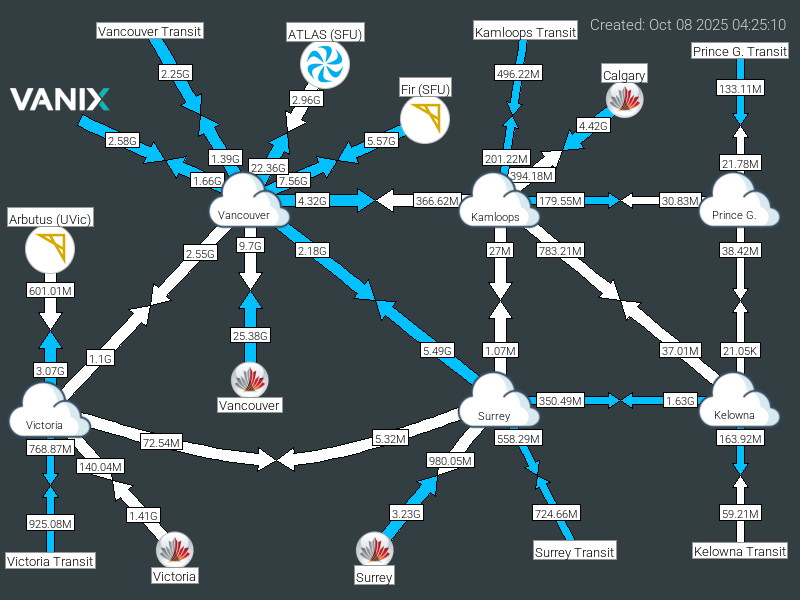 Created: Oct 08 2025 04:25:10
Vancouver Transit
ATLAS (SFU)
Kamloops Transit
Prince G. Transit
2.25G
496.22M
Calgary
133.11M
VANIX
2.96G
Fir (SFU)
4.42G
2.58G
5.57G
1.39G
22.36G
201.22M
21.78M
1.66G
7.56G
394.18M
4.32G
366.62M
179.55M
30.83M
Vancouver
Kamloops
Prince G.
Arbutus (UVic)
2.55G
9.7G
2.18G
27M
783.21M
38.42M
601.01M
25.38G
1.1G
5.49G
1.07M
37.01M
21.05K
3.07G
Vancouver
350.49M
1.63G
Victoria
Surrey
Kelowna
768.87M
72.54M
5.32M
558.29M
163.92M
140.04M
980.05M
925.08M
1.41G
3.23G
724.66M
59.21M
Victoria Transit
Victoria
Surrey
Surrey Transit
Kelowna Transit